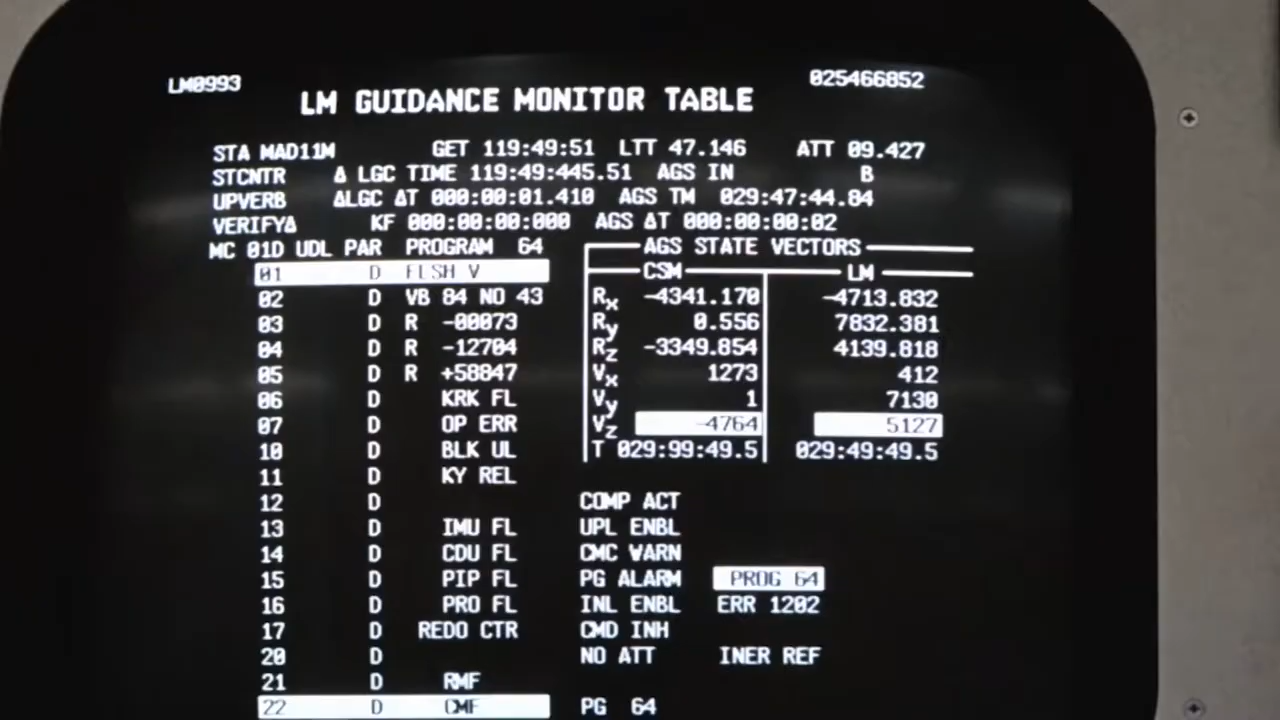 LM0993 025466852
LM GUIDANCE MONITOR TABLE
STA MAD11M GET 119:49:51 LTT 47.146 ATT 09.427
STCNTR Δ LGC TIME 119:49:445.51 AGS IN B
UPVERB ΔLGC ΔT 000:00:01.410 AGS TM 029:47:44.84
VERIFYΔ KF 000:00:00:000 AGS ΔT 000:00:00:02
MC 01D UDL PAR PROGRAM 64 AGS STATE VECTORS
01 D FLSH V CSM LM
02 D VB 84 NO 43 Rx -4341.170 -4713.832
03 D R -00073 Ry 0.556 7832.381
04 D R -12704 Rz -3349.854 4139.818
05 D R +58847 Vx 1273 412
06 D KRK FL Vy 1 7130
07 D OP ERR Vz -4764 5127
10 D BLK UL T 029:99:49.5 029:49:49.5
11 D KY REL
12 D COMP ACT
13 D IMU FL UPL ENBL
14 D CDU FL CMC WARN
15 D PIP FL PG ALARM PROG 64
16 D PRO FL INL ENBL ERR 1202
17 D REDO CTR CMD INH
20 D NO ATT INER REF
21 D RMF
22 D CMF PG 64